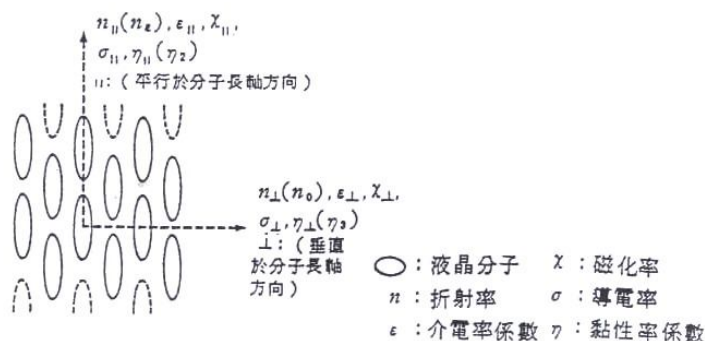 n∥(nε), ε∥, χ∥,
σ∥, η∥(η2)
∥:(平行於分子長軸方向)
n⊥(n0), ε⊥, χ⊥,
σ⊥, η⊥(η3)
⊥:(垂直
於分子長軸
方向)
:液晶分子 χ:磁化率
n:折射率 σ:導電率
ε:介電率係數 η:黏性率係數